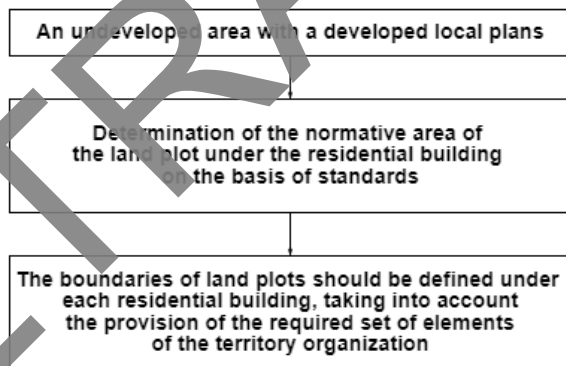 An undeveloped area with a developed local plans
Determination of the normative area of
the land plot under the residential building
on the basis of standards
The boundaries of land plots should be defined under
each residential building, taking into account
the provision of the required set of elements
of the territory organization